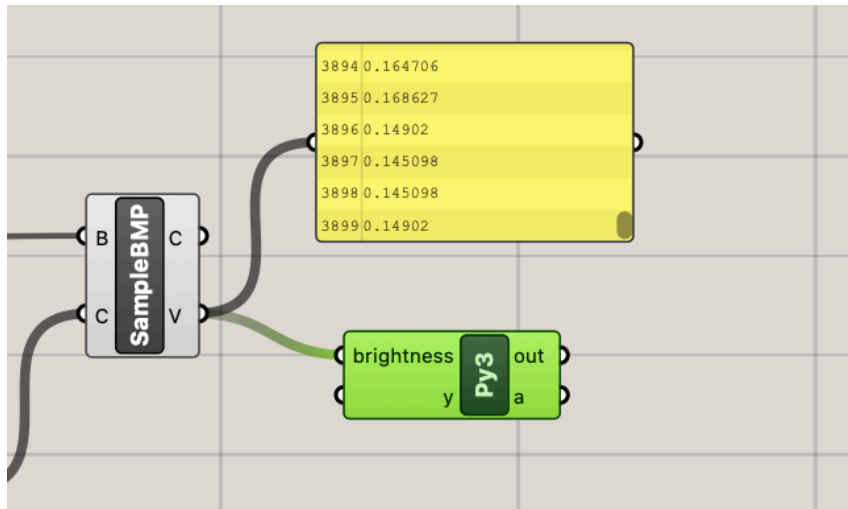 3894 0.164706
3895 0.168627
3896 0.14902
3897 0.145098
3898 0.145098
3899 0.14902
B
C
SampleBMP
C
V
brightness
y
Py3
out
a